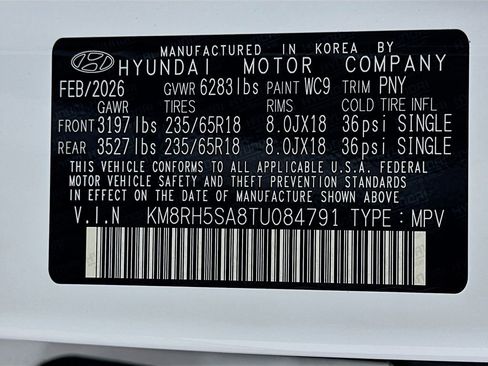 MANUFACTURED IN KOREA BY
HYUNDAI MOTOR COMPANY
FEB/2026 GVWR 6283lbs PAINT WC9 TRIM PNY
GAWR TIRES RIMS COLD TIRE INFL
FRONT 3197lbs 235/65R18 8.0JX18 36psi SINGLE
REAR 3527lbs 235/65R18 8.0JX18 36psi SINGLE
THIS VEHICLE CONFORMS TO ALL APPLICABLE U.S.A. FEDERAL
MOTOR VEHICLE SAFETY AND THEFT PREVENTION STANDARDS
IN EFFECT ON THE DATE OF MANUFACTURE SHOWN ABOVE
V.I.N KM8RH5SA8TU084791 TYPE : MPV